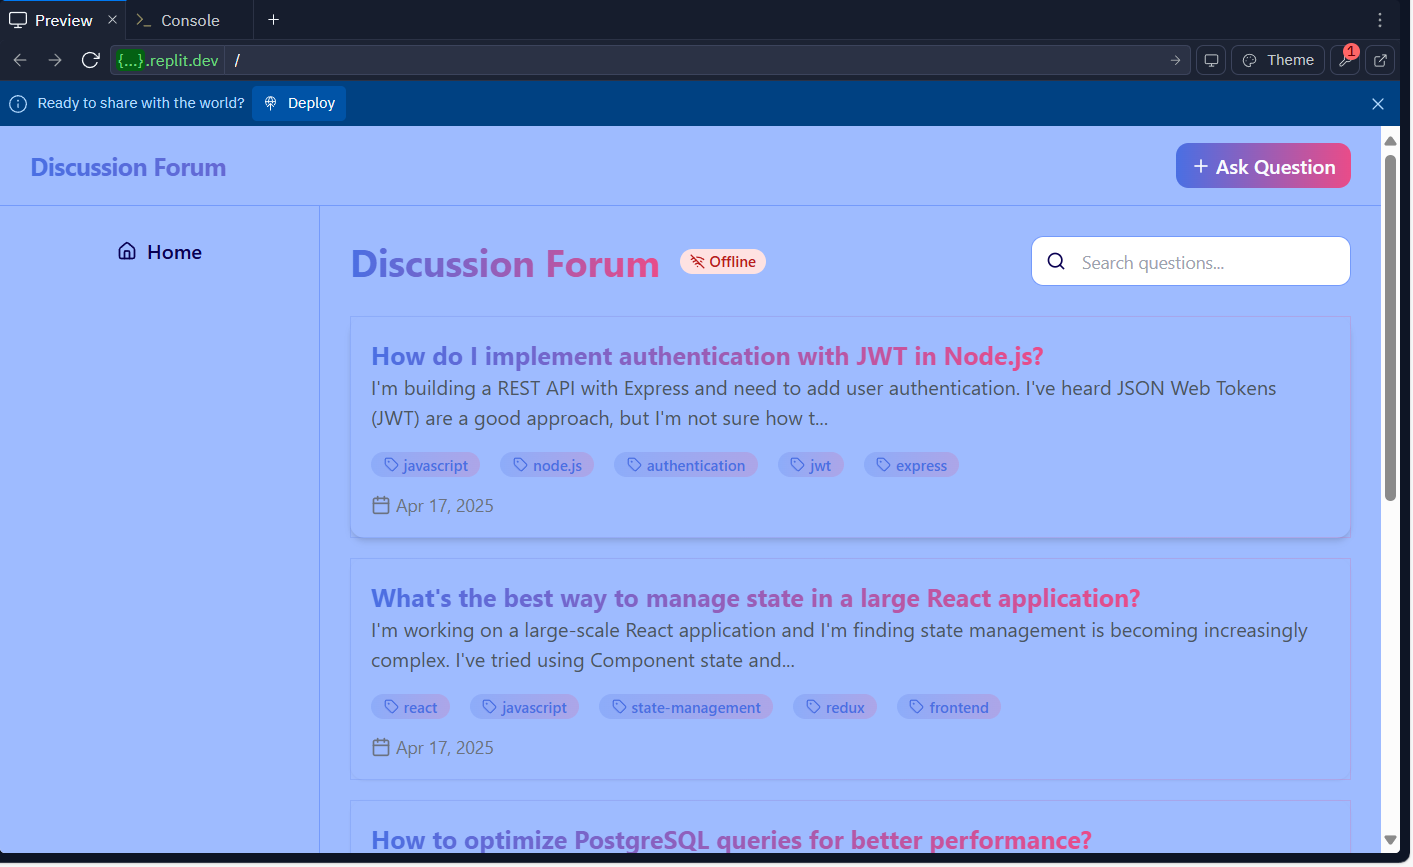 Preview
Console
{...}.replit.dev /
Theme
1
Ready to share with the world? Deploy
Discussion Forum
+ Ask Question
Home
Discussion Forum
Offline
Search questions...
How do I implement authentication with JWT in Node.js?
I'm building a REST API with Express and need to add user authentication. I've heard JSON Web Tokens
(JWT) are a good approach, but I'm not sure how t...
javascript node.js authentication jwt express
Apr 17, 2025
What's the best way to manage state in a large React application?
I'm working on a large-scale React application and I'm finding state management is becoming increasingly
complex. I've tried using Component state and...
react javascript state-management redux frontend
Apr 17, 2025
How to optimize PostgreSQL queries for better performance?